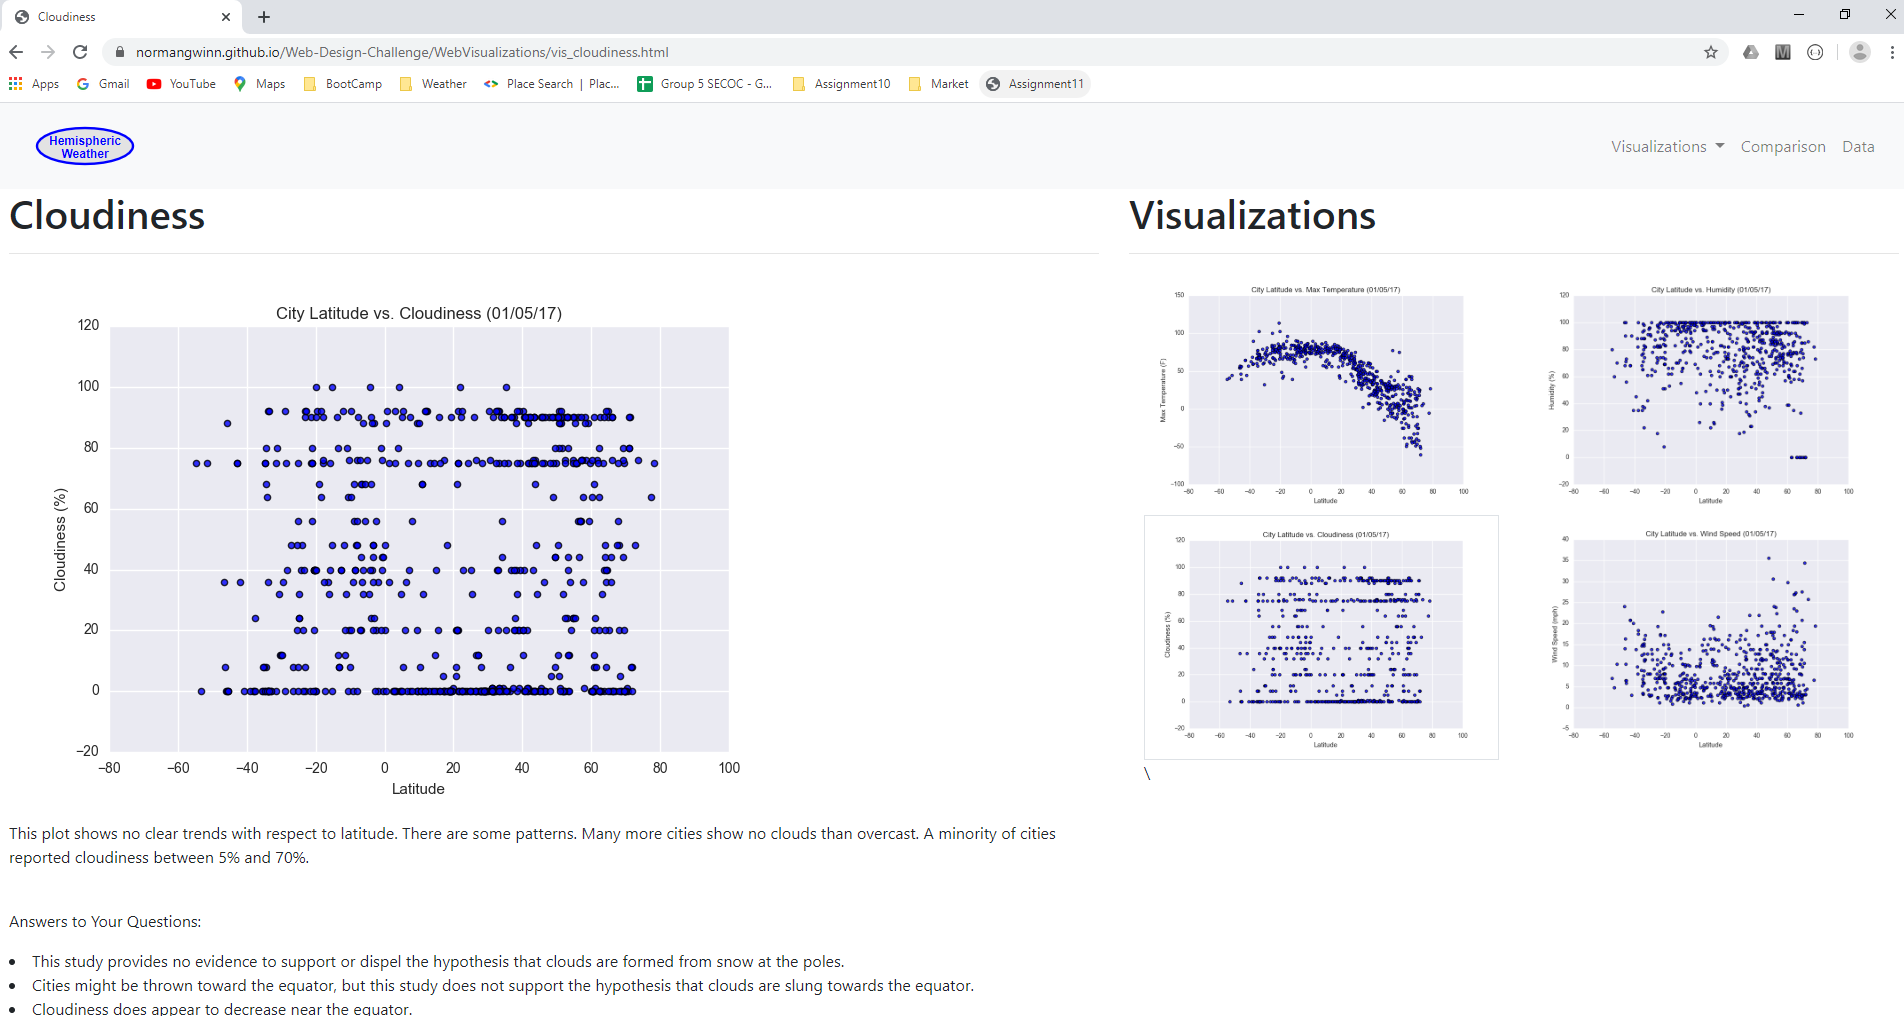 Cloudiness
normangwinn.github.io/Web-Design-Challenge/WebVisualizations/vis_cloudiness.html
Apps Gmail YouTube Maps BootCamp Weather Place Search | Plac... Group 5 SECOC - G... Assignment10 Market Assignment11
Hemispheric
Weather
Visualizations Comparison Data
Cloudiness
City Latitude vs. Cloudiness (01/05/17)
120
100
80
60
40
20
0
−20
Cloudiness (%)
−80 −60 −40 −20 0 20 40 60 80 100
Latitude
This plot shows no clear trends with respect to latitude. There are some patterns. Many more cities show no clouds than overcast. A minority of cities
reported cloudiness between 5% and 70%.
Answers to Your Questions:
• This study provides no evidence to support or dispel the hypothesis that clouds are formed from snow at the poles.
• Cities might be thrown toward the equator, but this study does not support the hypothesis that clouds are slung towards the equator.
• Cloudiness does appear to decrease near the equator.
Visualizations
City Latitude vs. Max Temperature (01/05/17)
150
100
50
0
−50
−100
Max Temperature (F)
−80 −60 −40 −20 0 20 40 60 80 100
Latitude
City Latitude vs. Humidity (01/05/17)
120
100
80
60
40
20
0
−20
Humidity (%)
−80 −60 −40 −20 0 20 40 60 80 100
Latitude
City Latitude vs. Cloudiness (01/05/17)
120
100
80
60
40
20
0
−20
Cloudiness (%)
−80 −60 −40 −20 0 20 40 60 80 100
Latitude
City Latitude vs. Wind Speed (01/05/17)
40
35
30
25
20
15
10
5
0
−5
Wind Speed (mph)
−80 −60 −40 −20 0 20 40 60 80 100
Latitude
\